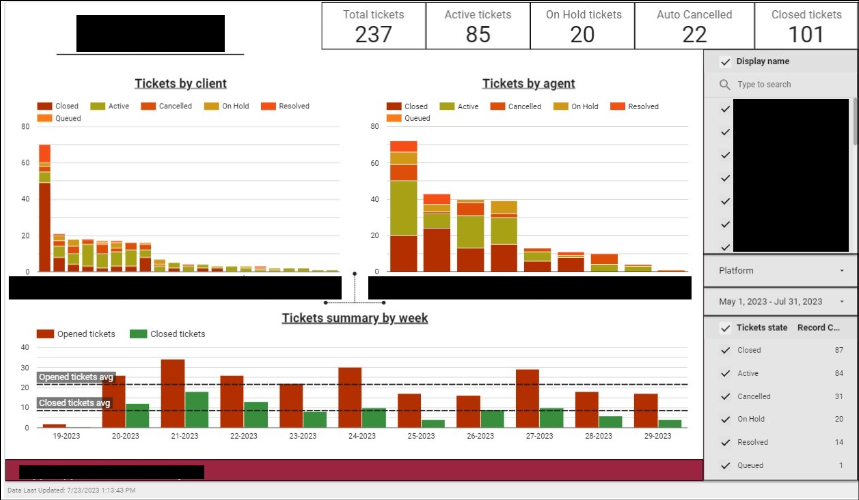 Total tickets
237
Active tickets
85
On Hold tickets
20
Auto Cancelled
22
Closed tickets
101
Tickets by client
Closed Active Cancelled On Hold Resolved
Queued
80
60
40
20
0
Tickets by agent
Closed Active Cancelled On Hold Resolved
Queued
80
60
40
20
0
Display name
Type to search
Platform
May 1, 2023 - Jul 31, 2023
Tickets state Record C...
Closed 87
Active 84
Cancelled 31
On Hold 20
Resolved 14
Queued 1
Tickets summary by week
Opened tickets Closed tickets
40
30
20
10
0
Opened tickets avg
Closed tickets avg
19-2023 20-2023 21-2023 22-2023 23-2023 24-2023 25-2023 26-2023 27-2023 28-2023 29-2023
Data Last Updated: 7/23/2023 1:13:43 PM